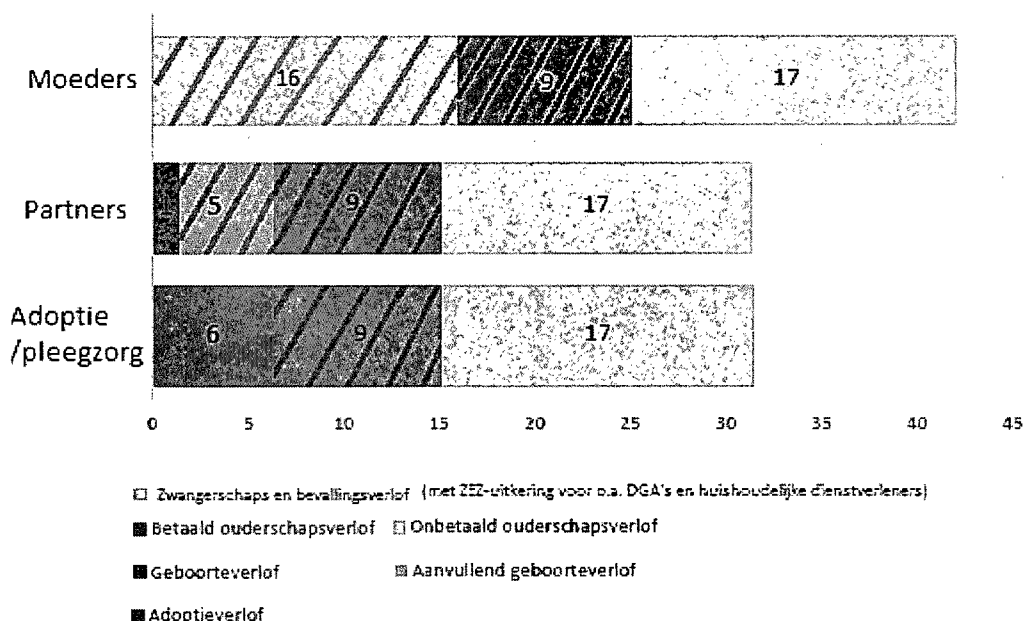 Moeders 16 9 17
Partners 5 9 17
Adoptie
/pleegzorg 6 9 17
0 5 10 15 20 25 30 35 40 45
Zwangerschaps en bevallingsverlof (met ZEZ-uitkering voor o.a. DGA's en huishoudelijke dienstverleners)
Betaald ouderschapsverlof Onbetaald ouderschapsverlof
Geboorteverlof Aanvullend geboorteverlof
Adoptieverlof